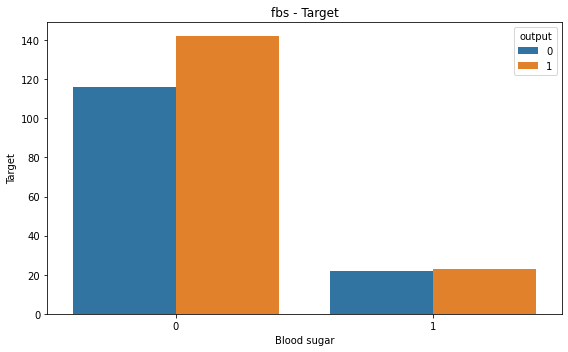 fbs - Target
output
0
1
140
120
100
80
60
40
20
0
Target
0 1
Blood sugar